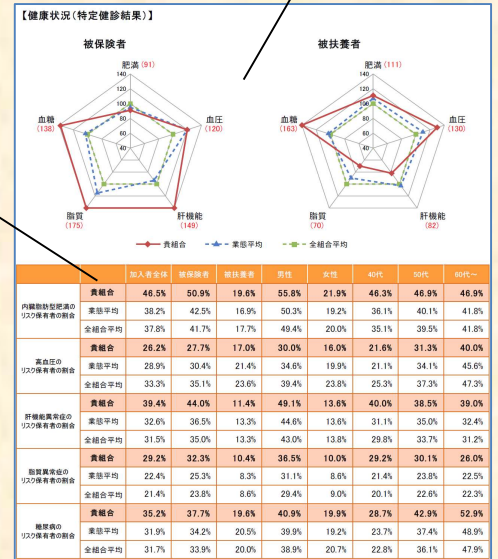 【健康状況(特定健診結果)】
被保険者
被扶養者
肥満 (91)
肥満 (111)
140
120
100
80
60
40
140
120
100
80
60
40
血糖
(138)
血圧
(120)
血糖
(163)
血圧
(130)
脂質
(175)
肝機能
(149)
脂質
(70)
肝機能
(82)
貴組合 業態平均 全組合平均
加入者全体 被保険者 被扶養者 男性 女性 40代 50代 60代～
内臓脂肪型肥満の
リスク保有者の割合
貴組合 46.5% 50.9% 19.6% 55.8% 21.9% 46.3% 46.9% 46.9%
業態平均 38.2% 42.5% 16.9% 50.3% 19.2% 36.1% 40.1% 41.8%
全組合平均 37.8% 41.7% 17.7% 49.4% 20.0% 35.1% 39.5% 41.8%
高血圧の
リスク保有者の割合
貴組合 26.2% 27.7% 17.0% 30.0% 16.0% 21.6% 31.3% 40.0%
業態平均 28.9% 30.4% 21.4% 34.6% 19.9% 21.1% 34.1% 45.6%
全組合平均 33.3% 35.1% 23.6% 39.4% 23.8% 25.3% 37.3% 47.3%
肝機能異常症の
リスク保有者の割合
貴組合 39.4% 44.0% 11.4% 49.1% 13.6% 40.0% 38.5% 39.0%
業態平均 32.6% 36.5% 13.3% 44.6% 13.6% 31.1% 35.0% 32.4%
全組合平均 31.5% 35.0% 13.3% 43.0% 13.8% 29.8% 33.7% 31.2%
脂質異常症の
リスク保有者の割合
貴組合 29.2% 32.3% 10.4% 36.5% 10.0% 29.2% 30.1% 26.0%
業態平均 22.4% 25.3% 8.3% 31.1% 8.6% 21.4% 23.8% 22.5%
全組合平均 21.4% 23.8% 8.6% 29.4% 9.0% 20.1% 22.6% 22.3%
糖尿病の
リスク保有者の割合
貴組合 35.2% 37.7% 19.6% 40.9% 19.9% 28.7% 42.9% 52.9%
業態平均 31.9% 34.2% 20.5% 39.9% 19.2% 23.7% 37.4% 48.9%
全組合平均 31.7% 33.9% 20.0% 38.9% 20.7% 22.8% 36.1% 47.9%